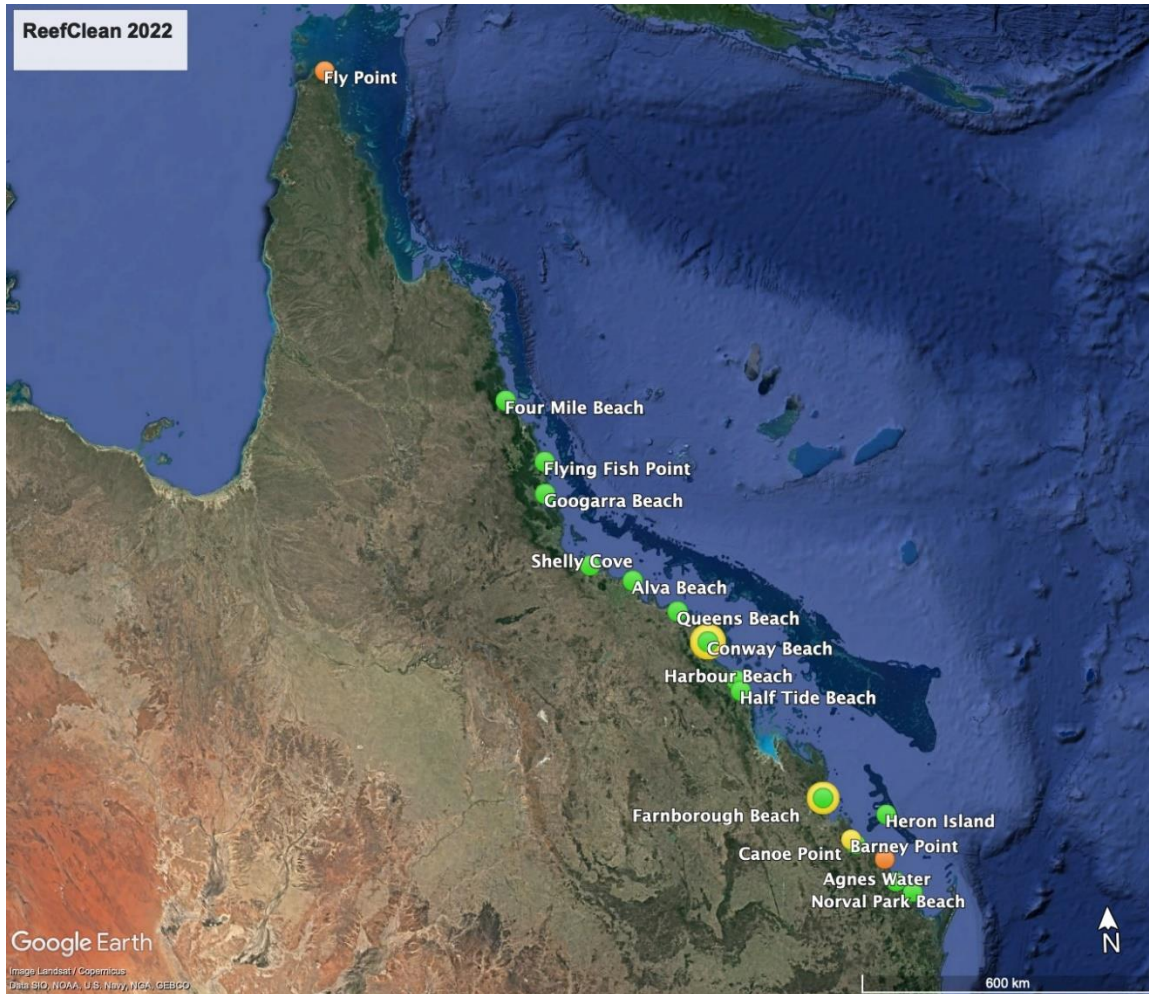 ReefClean 2022
Fly Point
Four Mile Beach
Flying Fish Point
Googarra Beach
Shelly Cove
Alva Beach
Queens Beach
Conway Beach
Harbour Beach
Half Tide Beach
Farnborough Beach
Heron Island
Barney Point
Canoe Point
Agnes Water
Norval Park Beach
N
Google Earth
Image Landsat / Copernicus
Data SIO, NOAA, U.S. Navy, NGA, GEBCO
600 km